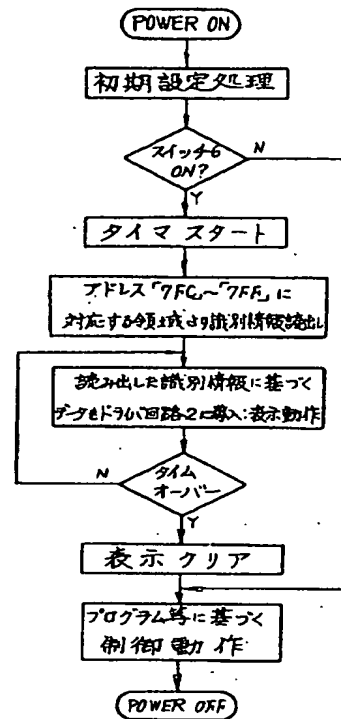 POWER ON
初期設定処理
スイッチ6
ON?
N
Y
タイマスタート
アドレス「7FC」〜「7FF」に
対応する領域より識別情報読出し
読み出した識別情報に基づく
データをドライバ回路2に導入:表示動作
N
タイム
オーバー
Y
表示クリア
プログラム等に基づく
制御動作
POWER OFF